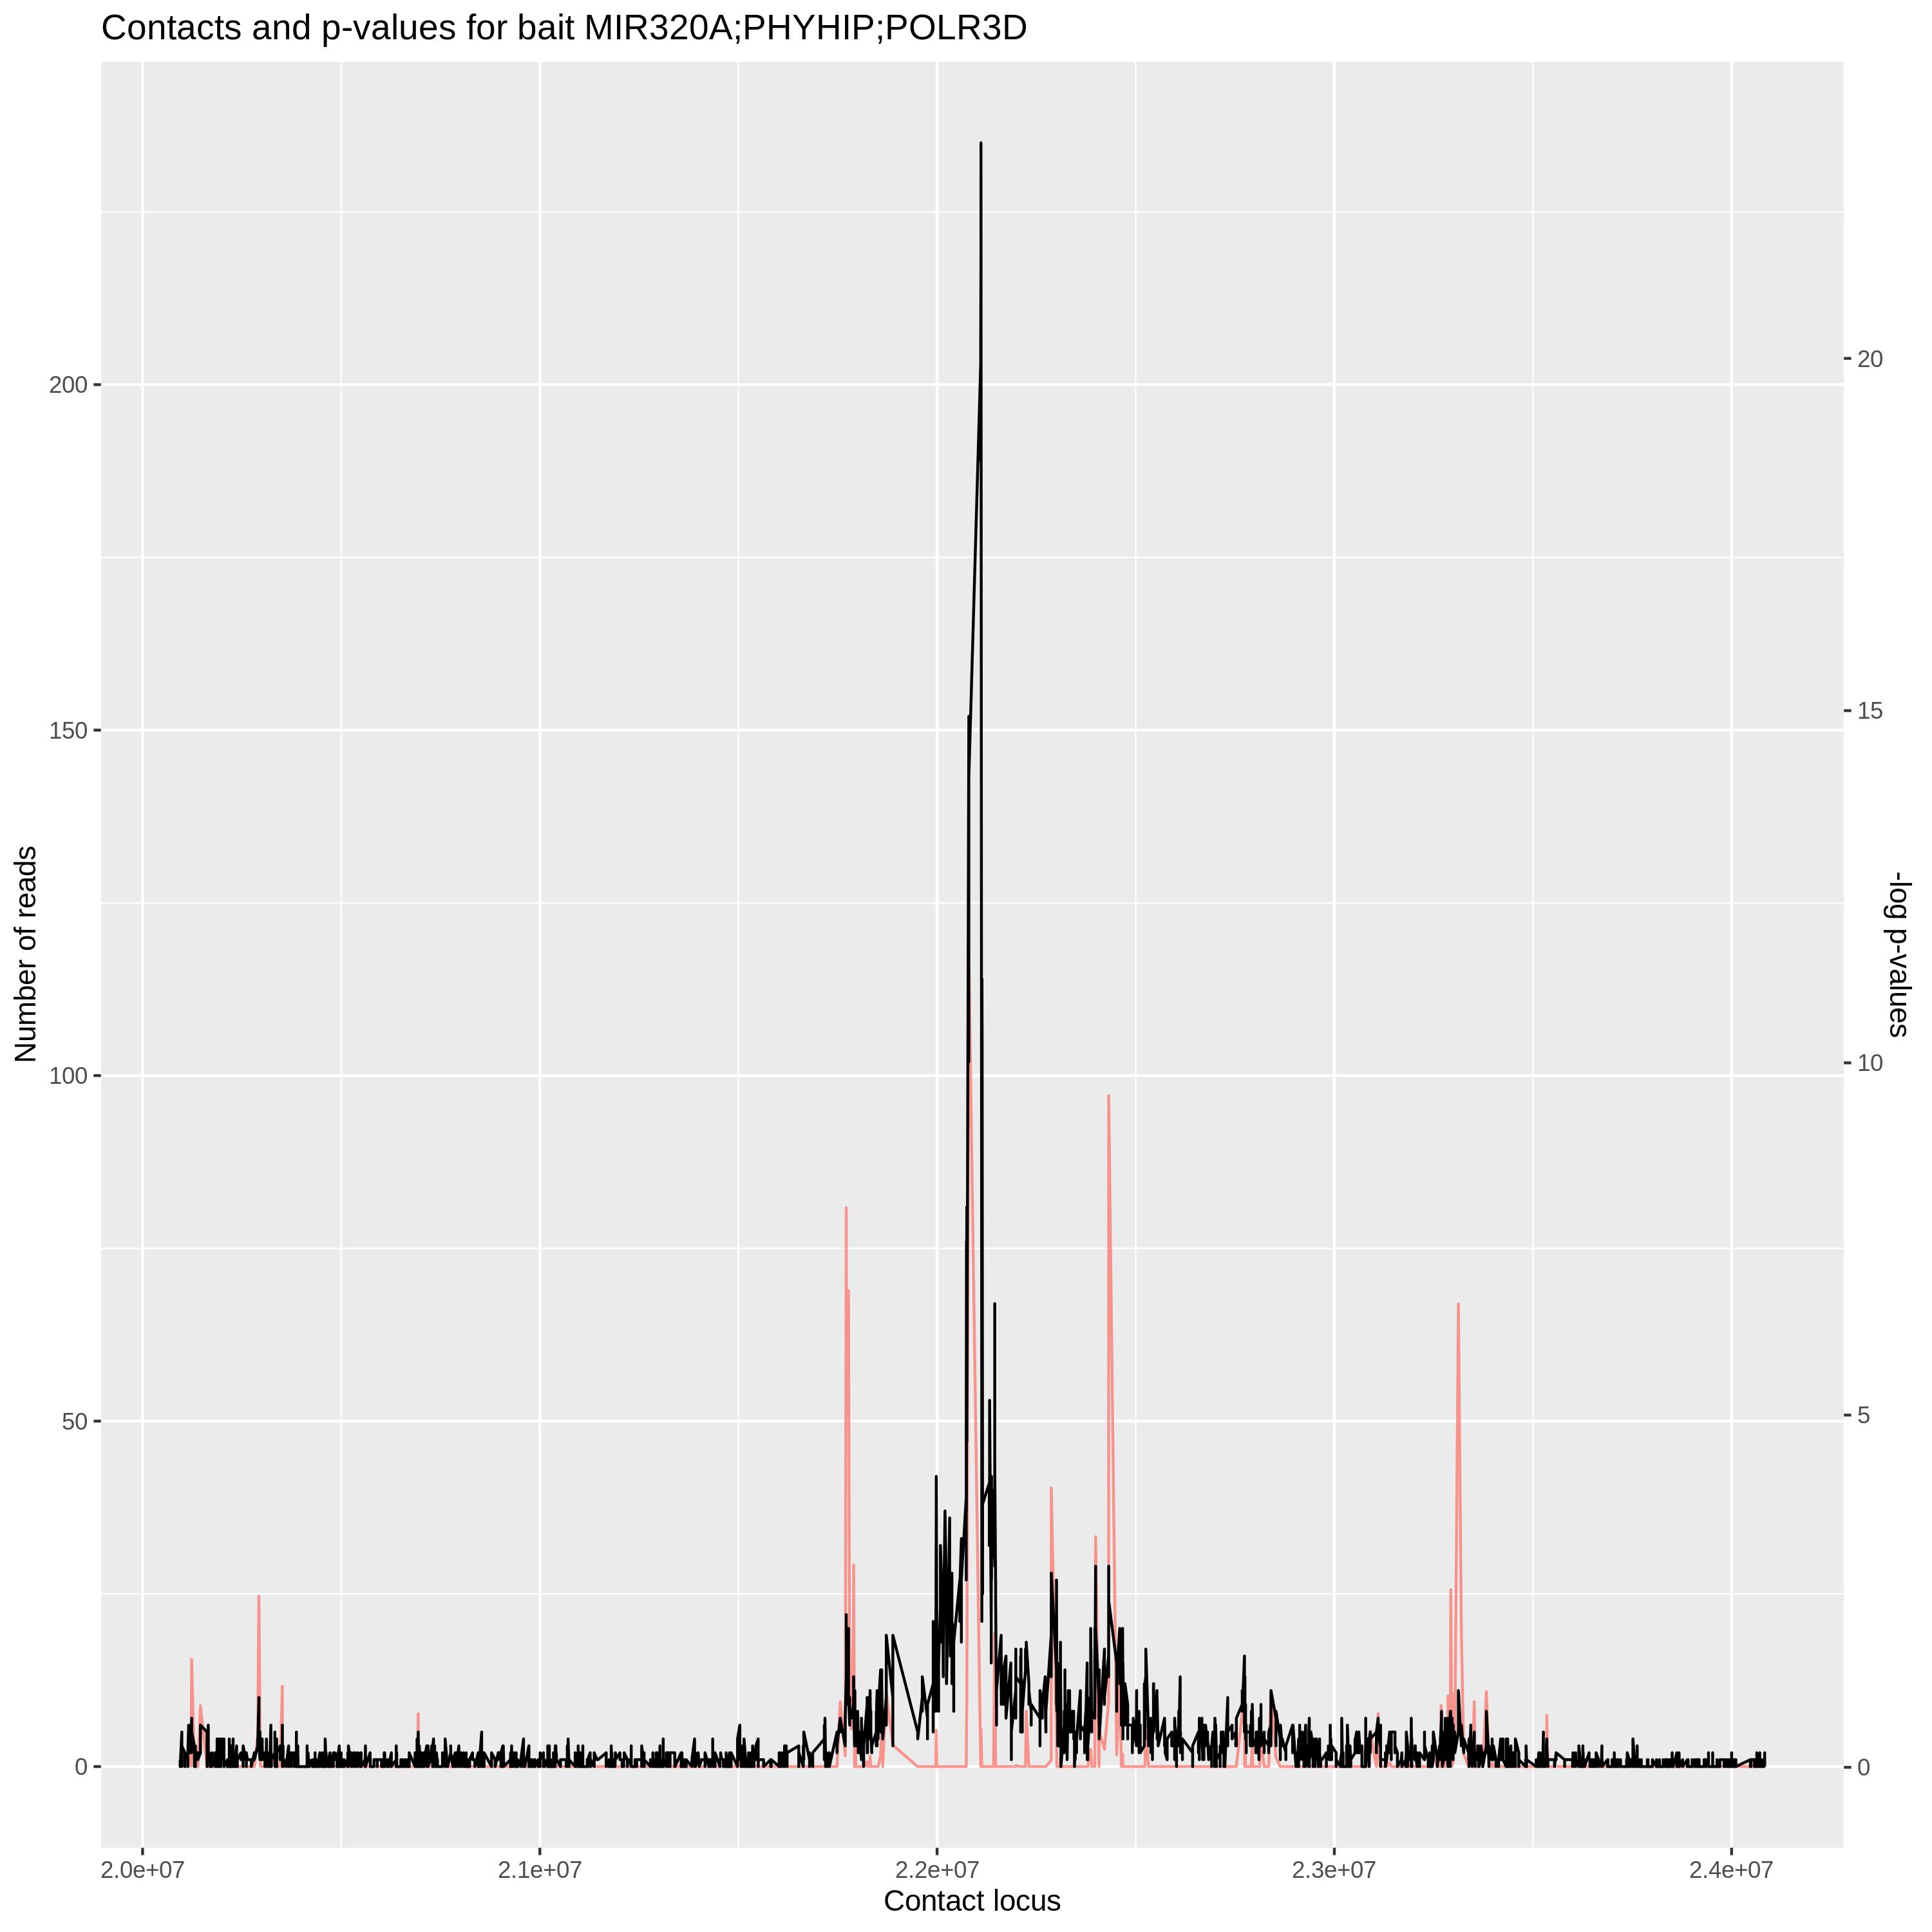 Contacts and p-values for bait MIR320A;PHYHIP;POLR3D
Number of reads
200
150
100
50
0
20
15
10
5
0
-log p-values
2.0e+07
2.1e+07
2.2e+07
2.3e+07
2.4e+07
Contact locus